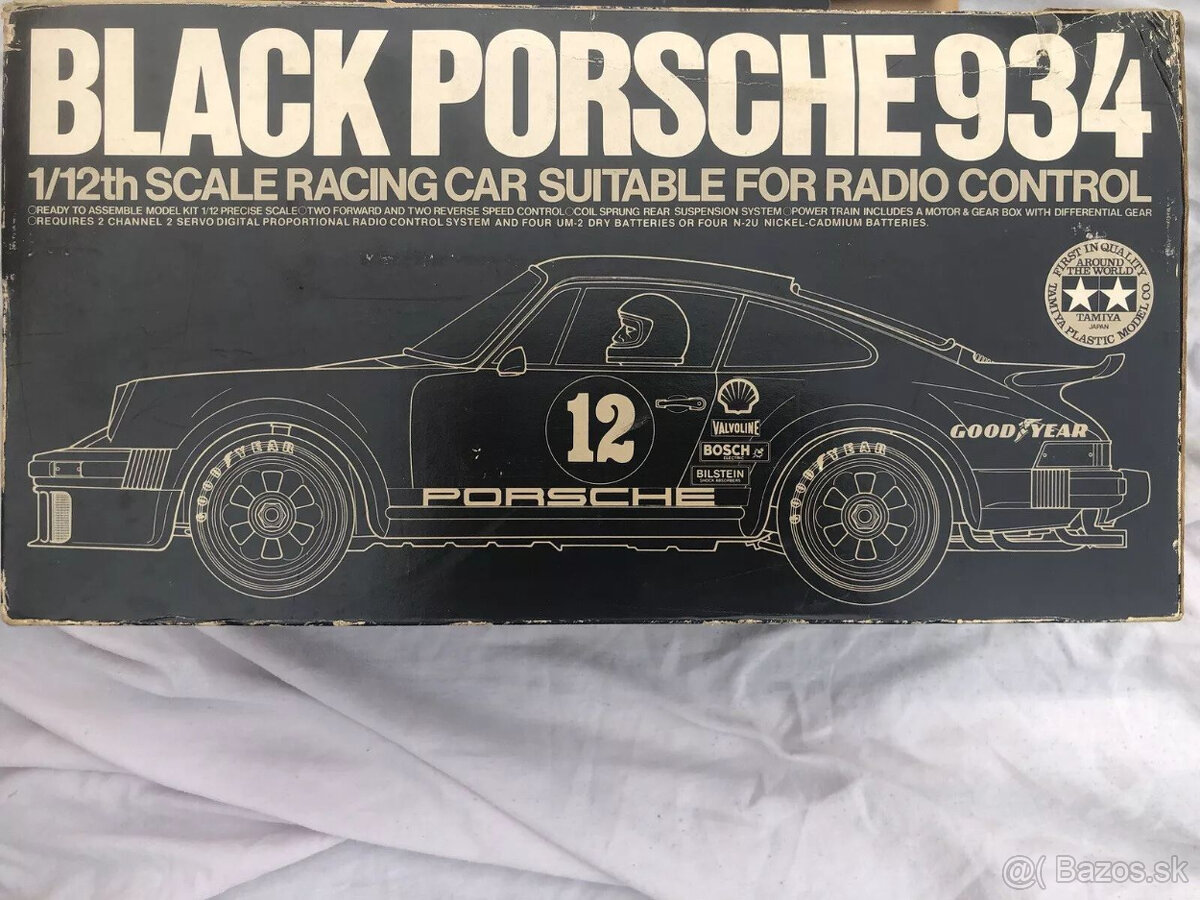 BLACK PORSCHE 934
1/12th SCALE RACING CAR SUITABLE FOR RADIO CONTROL
○READY TO ASSEMBLE MODEL KIT 1/12 PRECISE SCALE○TWO FORWARD AND TWO REVERSE SPEED CONTROL○COIL SPRING REAR SUSPENSION SYSTEM○POWER TRAIN INCLUDES A MOTOR & GEAR BOX WITH DIFFERENTIAL GEAR
○REQUIRES 2 CHANNEL 2 SERVO DIGITAL PROPORTIONAL RADIO CONTROL SYSTEM AND FOUR UM-2 DRY BATTERIES OR FOUR N-2U NICKEL-CADMIUM BATTERIES.
FIRST IN QUALITY
AROUND
THE WORLD
TAMIYA
JAPAN
TAMIYA PLASTIC MODEL CO.
12
VALVOLINE
BOSCH
ELECTRIC
BILSTEIN
SHOCK ABSORBERS
GOODYEAR
GOODYEAR
GOODYEAR
PORSCHE
@( Bazos.sk